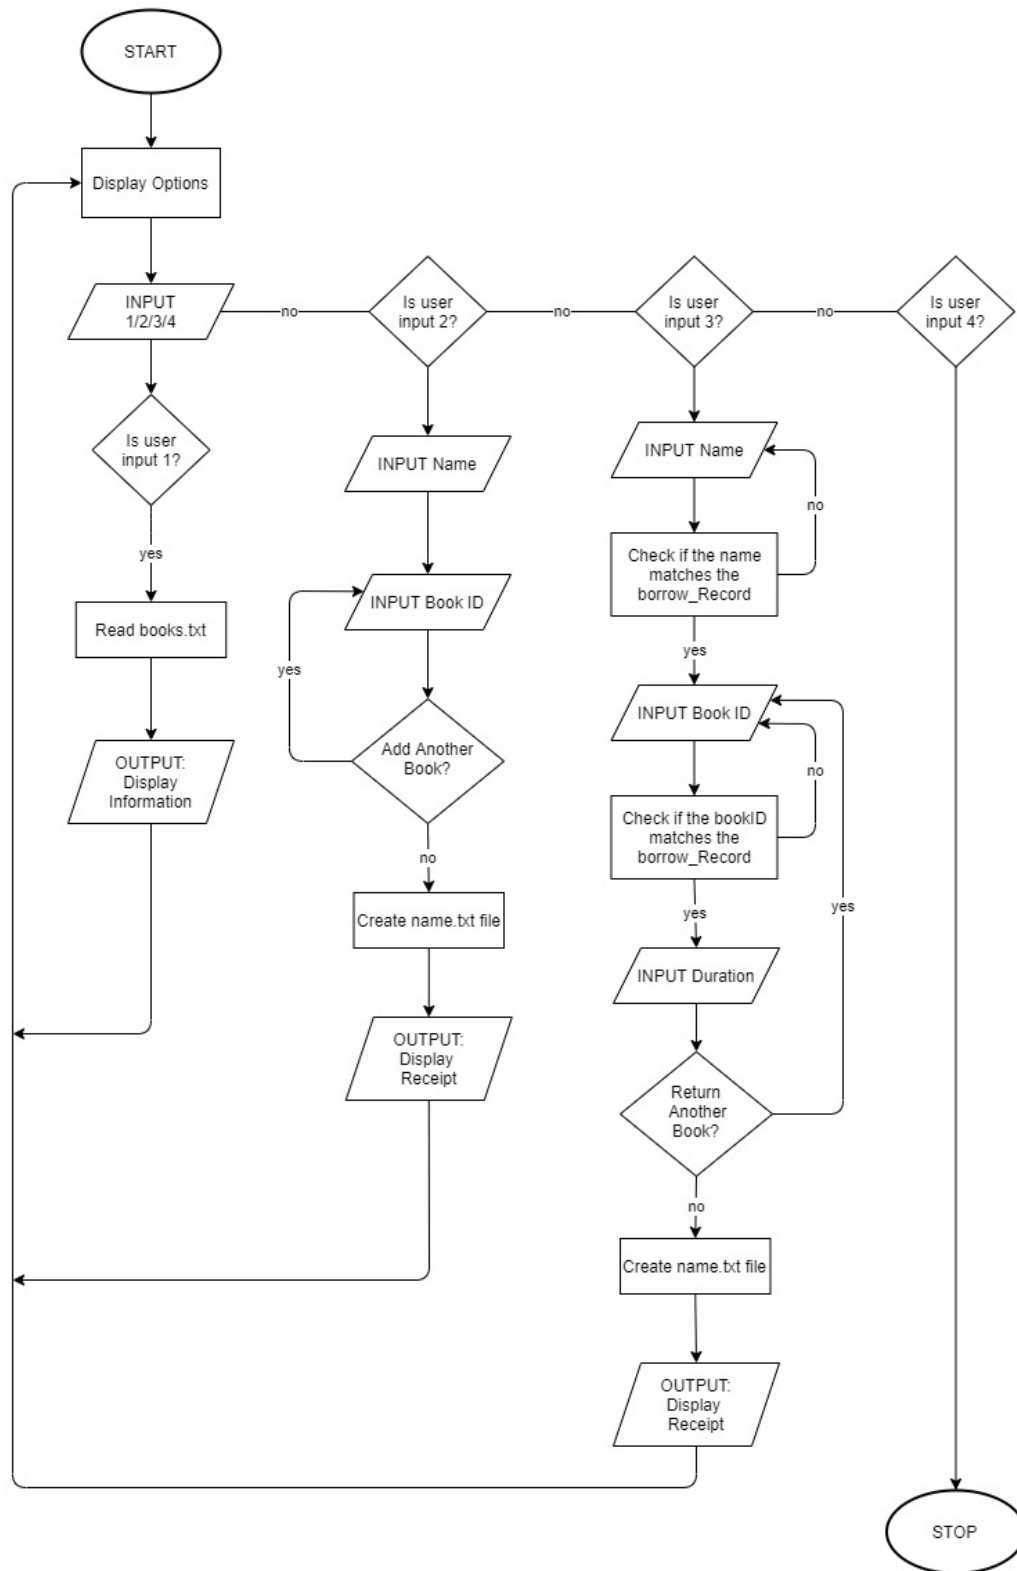 START
Display Options
INPUT
1/2/3/4
no
Is user
input 2?
no
Is user
input 3?
no
Is user
input 4?
Is user
input 1?
yes
Read books.txt
OUTPUT:
Display
Information
INPUT Name
INPUT Book ID
yes
Add Another
Book?
no
Create name.txt file
OUTPUT:
Display
Receipt
INPUT Name
no
Check if the name
matches the
borrow_Record
yes
INPUT Book ID
no
Check if the bookID
matches the
borrow_Record
yes
yes
INPUT Duration
Return
Another
Book?
no
Create name.txt file
OUTPUT:
Display
Receipt
STOP